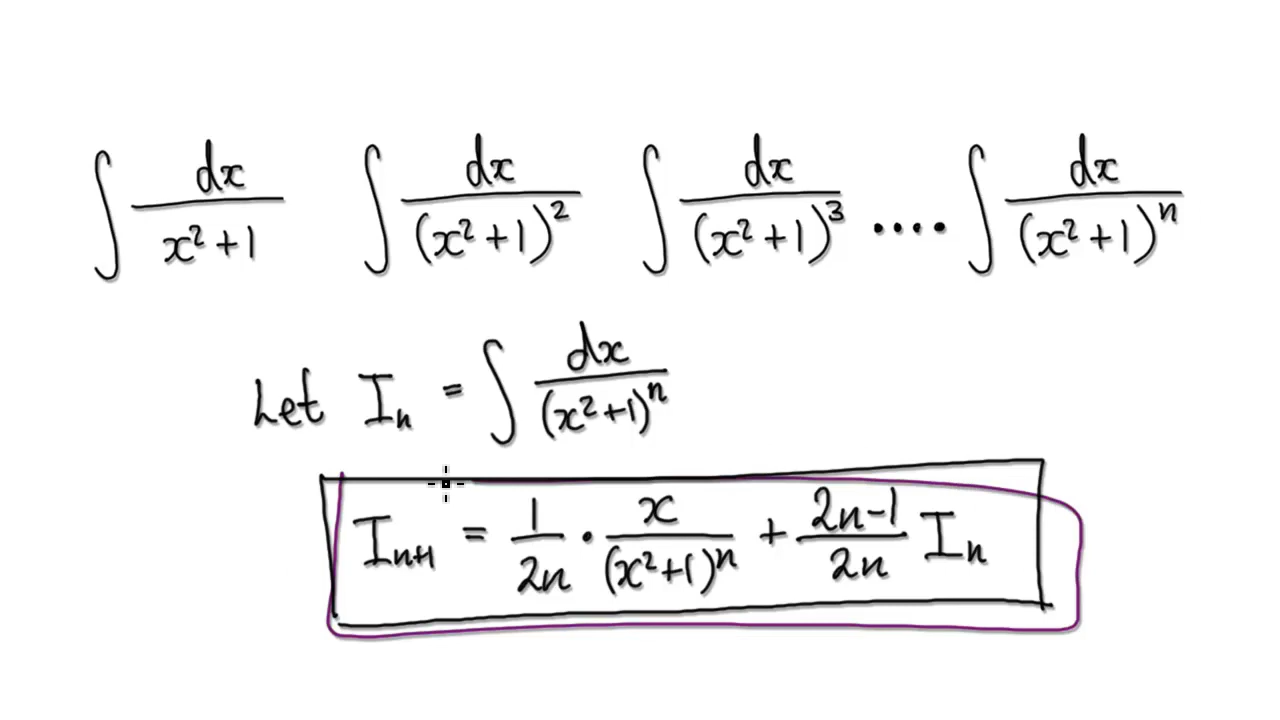 ∫ dx/(x²+1) ∫ dx/(x²+1)² ∫ dx/(x²+1)³ .... ∫ dx/(x²+1)ⁿ
Let Iₙ = ∫ dx/(x²+1)ⁿ
Iₙ₊₁ = 1/2n · x/(x²+1)ⁿ + 2n-1/2n Iₙ